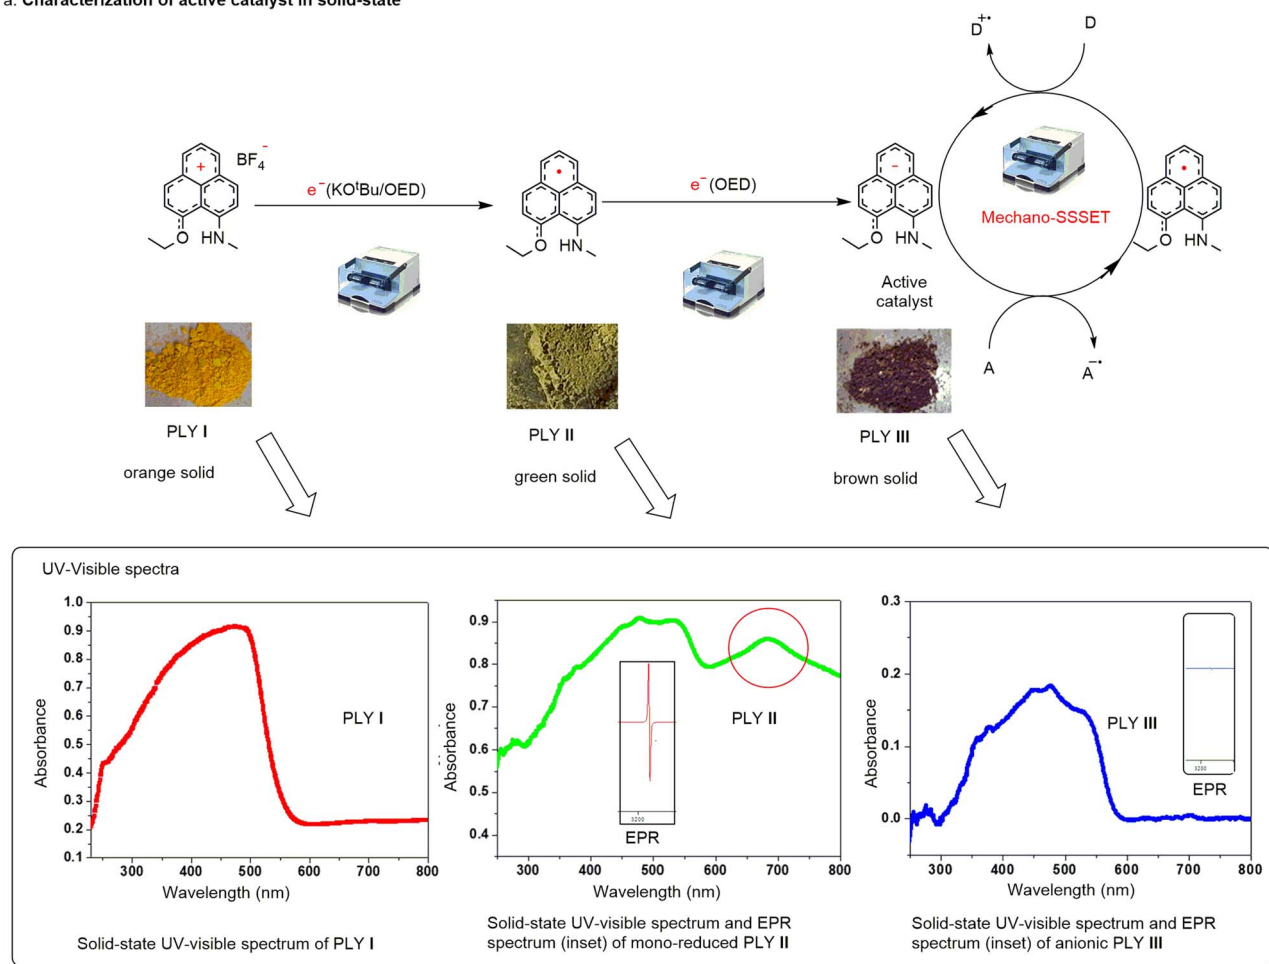 a. Characterization of active catalyst in solid-state
D+• D
+ BF4-
e- (KOtBu/OED)
e- (OED)
Mechano-SSSET
O HN
O HN
O HN
O HN
Active
catalyst
A A-•
PLY I
PLY II
PLY III
orange solid
green solid
brown solid
UV-Visible spectra
1.0
0.9
0.8
0.7
0.6
0.5
0.4
0.3
0.2
0.1
Absorbance
PLY I
300 400 500 600 700 800
Wavelength (nm)
Solid-state UV-visible spectrum of PLY I
0.9
0.8
0.7
0.6
0.5
0.4
Absorbance
PLY II
3200
EPR
300 400 500 600 700 800
Wavelength (nm)
Solid-state UV-visible spectrum and EPR
spectrum (inset) of mono-reduced PLY II
0.3
0.2
0.1
0.0
Absorbance
PLY III
3200
EPR
300 400 500 600 700 800
Wavelength (nm)
Solid-state UV-visible spectrum and EPR
spectrum (inset) of anionic PLY III